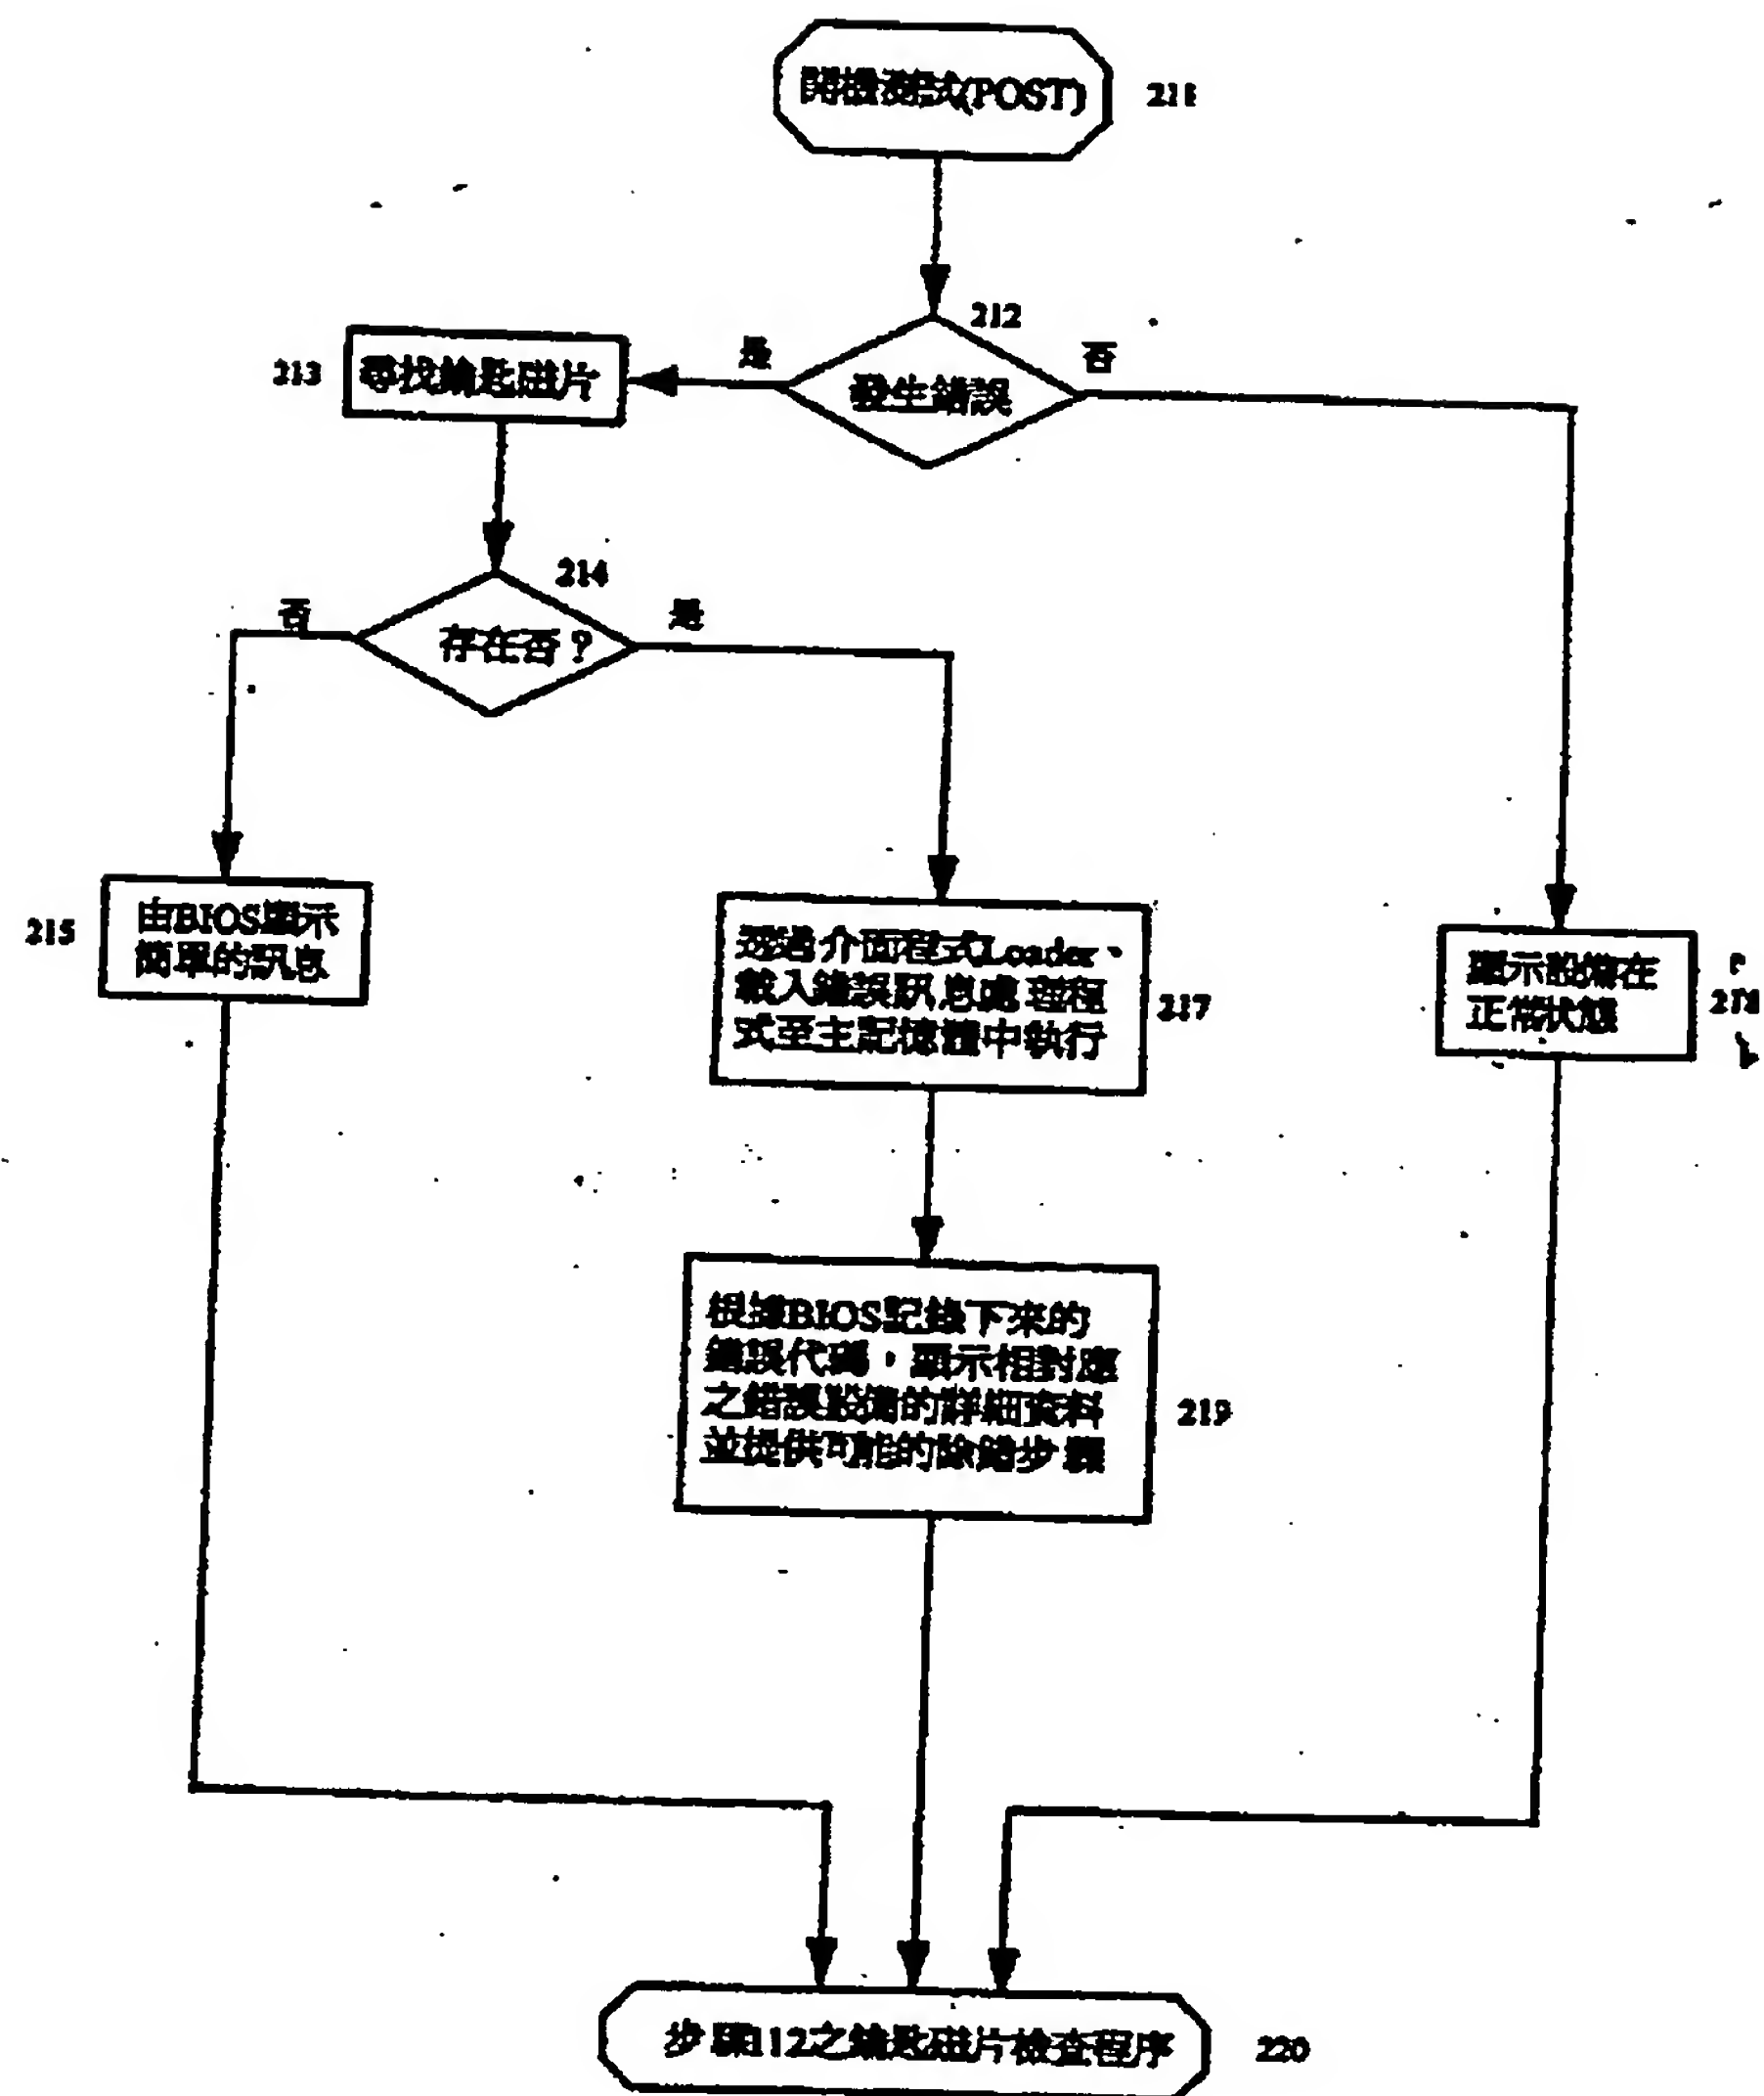 開機測試(POST)
211
212
是
否
213
尋找鑰匙磁片
發生錯誤
214
否
是
存在否？
215
由BIOS顯示
簡單的訊息
透過介面程式Loader、
載入錯誤訊息處理程
式至主記憶體中執行
217
顯示設備在
正常狀態
根據BIOS記錄下來的
錯誤代碼，顯示相對應
之錯誤設備的詳細資料
並提供可能的除錯步驟
219
步驟112之鑰匙磁片檢查程序
220